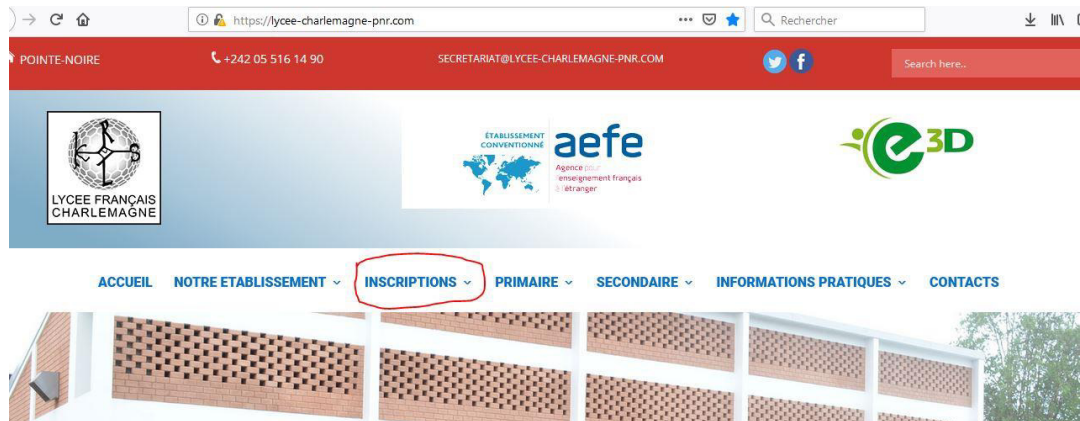 https://lycee-charlemagne-pnr.com
Rechercher
POINTE-NOIRE
+242 05 516 14 90
SECRETARIAT@LYCEE-CHARLEMAGNE-PNR.COM
Search here..
LYCEE FRANÇAIS
CHARLEMAGNE
ÉTABLISSEMENT
CONVENTIONNÉ
aefe
Agence pour
l'enseignement français
à l'étranger
e3D
ACCUEIL NOTRE ETABLISSEMENT INSCRIPTIONS PRIMAIRE SECONDAIRE INFORMATIONS PRATIQUES CONTACTS